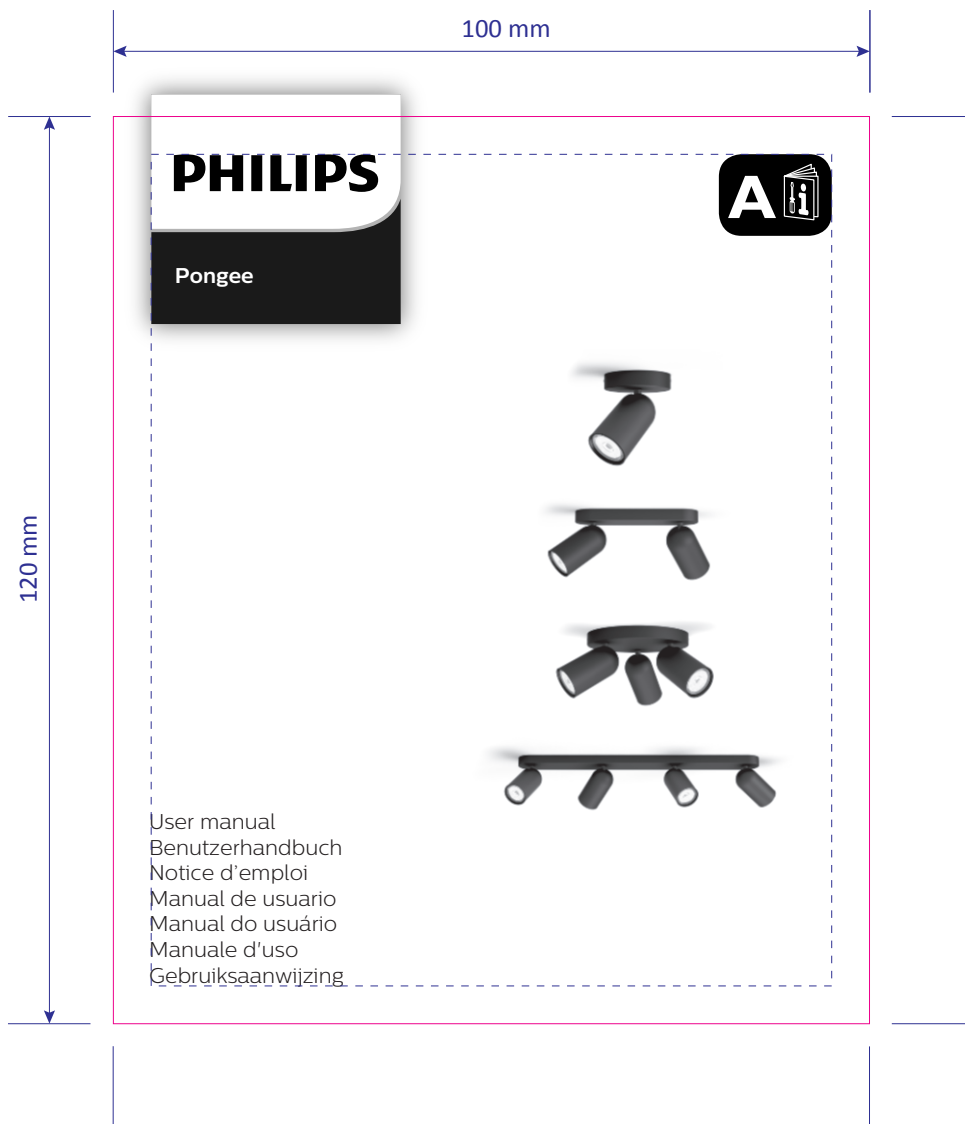 100 mm
120 mm
PHILIPS
A i
Pongee
User manual
Benutzerhandbuch
Notice d'emploi
Manual de usuario
Manual do usuário
Manuale d'uso
Gebruiksaanwijzing